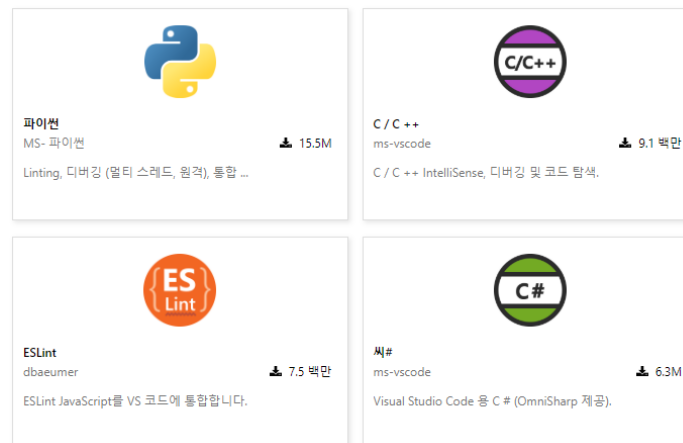 파이썬
MS- 파이썬 15.5M
Linting, 디버깅 (멀티 스레드, 원격), 통합 ...
C/C++
C / C ++
ms-vscode 9.1 백만
C / C ++ IntelliSense, 디버깅 및 코드 탐색.
{ES
Lint}
ESLint
dbaeumer 7.5 백만
ESLint JavaScript를 VS 코드에 통합합니다.
C#
씨#
ms-vscode 6.3M
Visual Studio Code 용 C # (OmniSharp 제공).